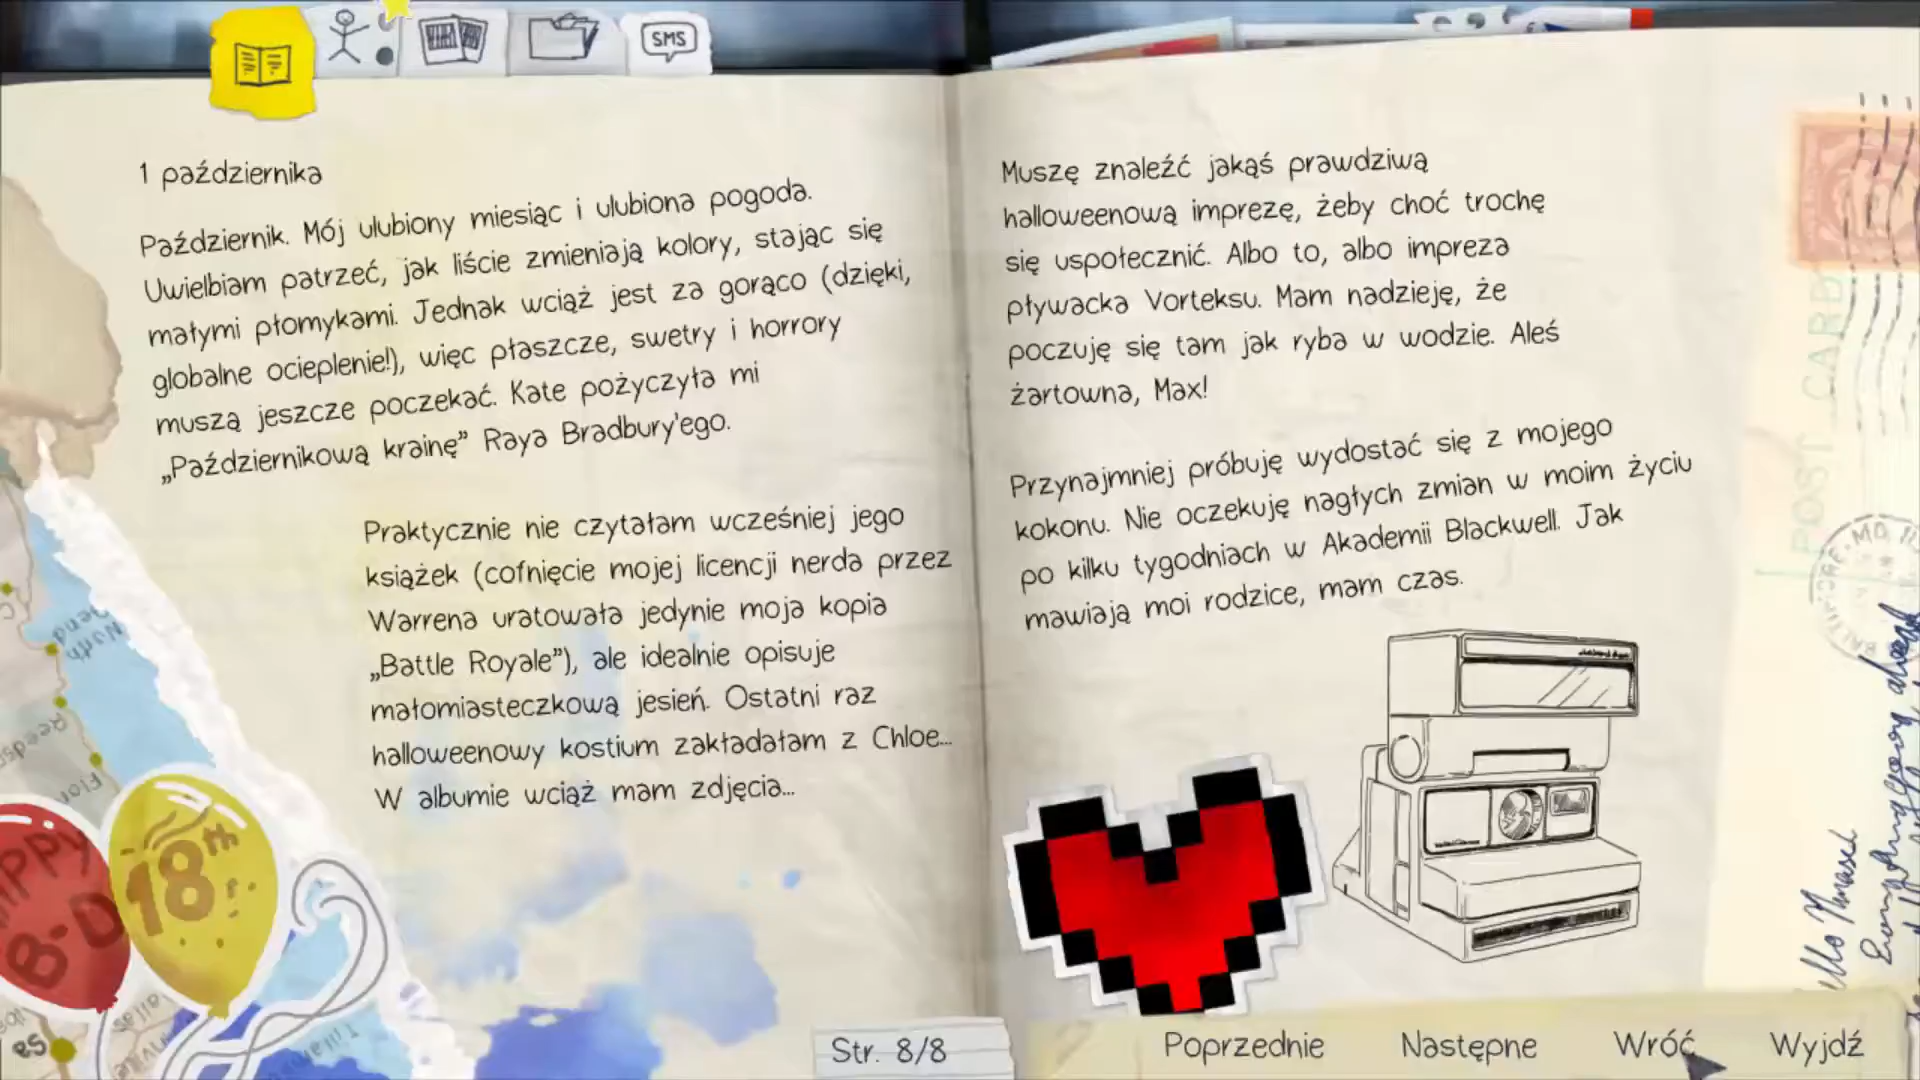 SMS
1 października
Październik. Mój ulubiony miesiąc i ulubiona pogoda.
Uwielbiam patrzeć, jak liście zmieniają kolory, stając się
małymi płomykami. Jednak wciąż jest za gorąco (dzięki,
globalne ocieplenie!), więc płaszcze, swetry i horrory
muszą jeszcze poczekać. Kate pożyczyła mi
„Październikową krainę” Raya Bradbury'ego.
Praktycznie nie czytałam wcześniej jego
książek (cofnięcie mojej licencji nerda przez
Warrena uratowała jedynie moja kopia
„Battle Royale”), ale idealnie opisuje
małomiasteczkową jesień. Ostatni raz
halloweenowy kostium zakładałam z Chloe...
W albumie wciąż mam zdjęcia...
Muszę znaleźć jakąś prawdziwą
halloweenową imprezę, żeby choć trochę
się uspołecznić. Albo to, albo impreza
pływacka Vorteksu. Mam nadzieję, że
poczuję się tam jak ryba w wodzie. Aleś
żartowna, Max!
Przynajmniej próbuję wydostać się z mojego
kokonu. Nie oczekuję nagłych zmian w moim życiu
po kilku tygodniach w Akademii Blackwell. Jak
mawiają moi rodzice, mam czas.
POST CARD
North
Bend
18th
8-D
Str. 8/8
Poprzednie
Następne
Wróć
Wyjdź